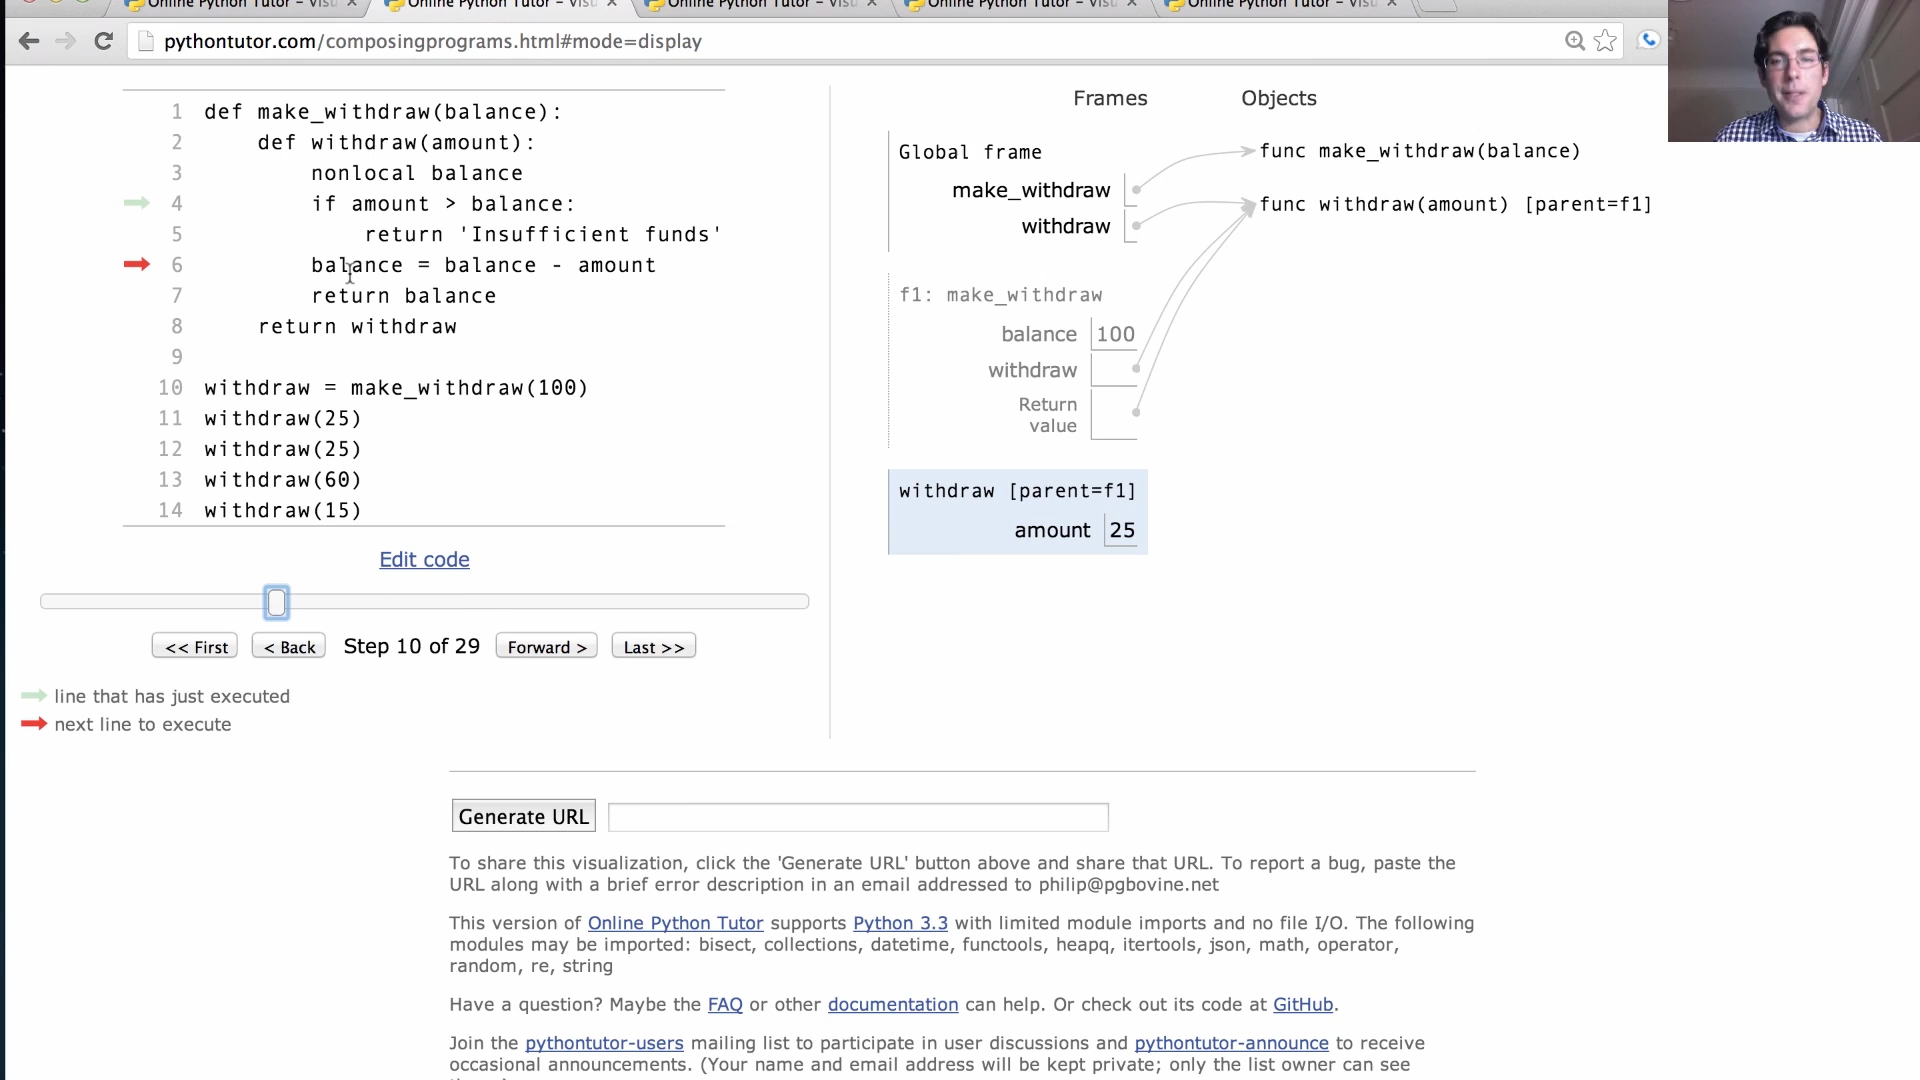 Online Python Tutor – Visu
Online Python Tutor – Visu
Online Python Tutor – Visu
Online Python Tutor – Visu
Online Python Tutor – Visu
pythontutor.com/composingprograms.html#mode=display
1 def make_withdraw(balance):
2 def withdraw(amount):
3 nonlocal balance
4 if amount > balance:
5 return 'Insufficient funds'
6 balance = balance - amount
7 return balance
8 return withdraw
9
10 withdraw = make_withdraw(100)
11 withdraw(25)
12 withdraw(25)
13 withdraw(60)
14 withdraw(15)
Edit code
<< First < Back Step 10 of 29 Forward > Last >>
line that has just executed
next line to execute
Frames Objects
Global frame
make_withdraw
withdraw
func make_withdraw(balance)
func withdraw(amount) [parent=f1]
f1: make_withdraw
balance 100
withdraw
Return
value
withdraw [parent=f1]
amount 25
Generate URL
To share this visualization, click the 'Generate URL' button above and share that URL. To report a bug, paste the
URL along with a brief error description in an email addressed to philip@pgbovine.net
This version of Online Python Tutor supports Python 3.3 with limited module imports and no file I/O. The following
modules may be imported: bisect, collections, datetime, functools, heapq, itertools, json, math, operator,
random, re, string
Have a question? Maybe the FAQ or other documentation can help. Or check out its code at GitHub.
Join the pythontutor-users mailing list to participate in user discussions and pythontutor-announce to receive
occasional announcements. (Your name and email address will be kept private; only the list owner can see